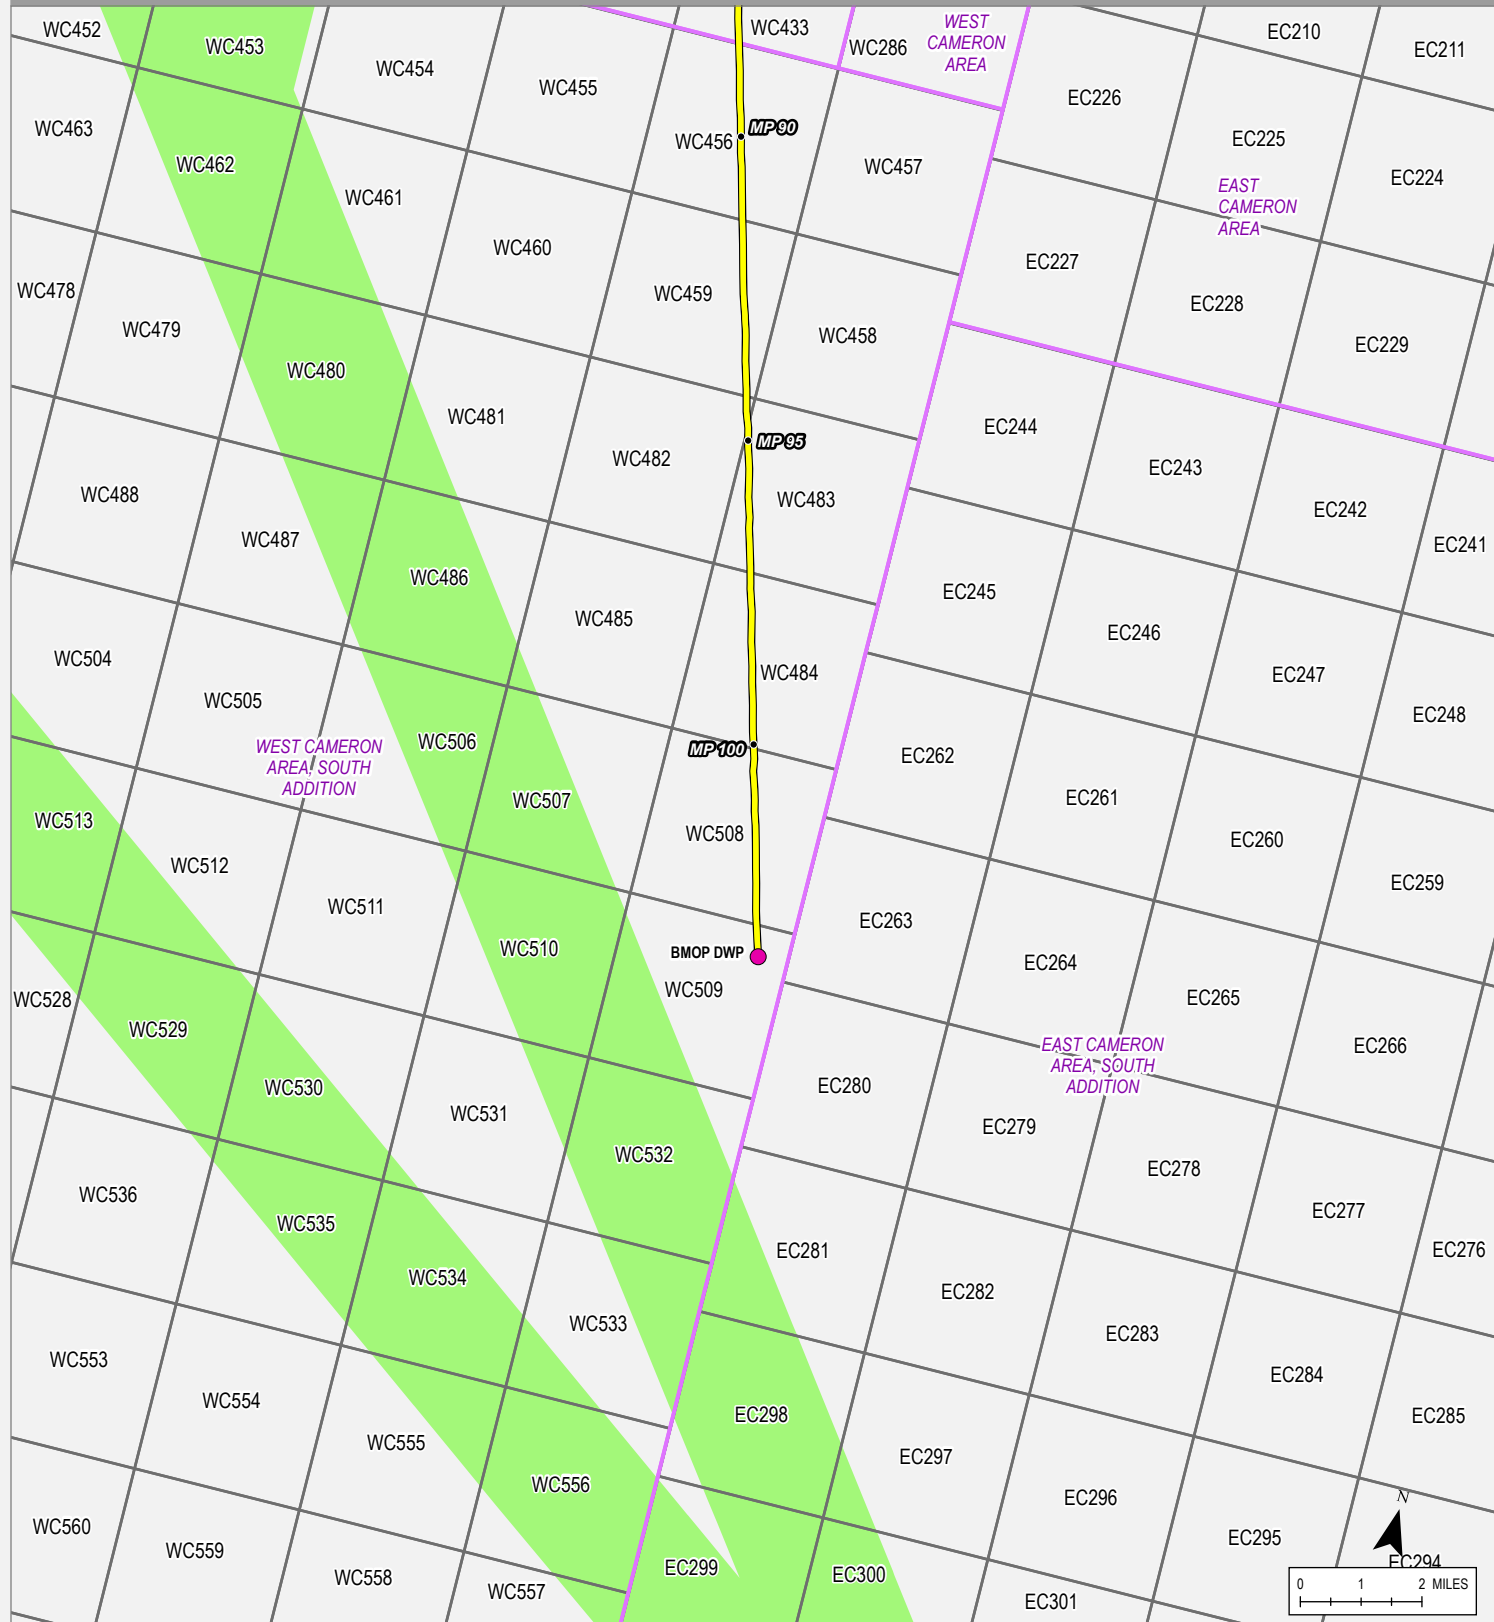 WC452
WC453
WC454
WC455
WC433
WC286
WEST
CAMERON
AREA
EC210
EC211
WC463
WC462
WC461
WC456
MP 90
WC457
EC226
EC225
EC224
EAST
CAMERON
AREA
WC478
WC479
WC460
WC459
WC458
EC227
EC228
EC229
WC480
WC481
WC482
MP 95
WC483
EC244
EC243
EC242
EC241
WC488
WC487
WC486
WC485
WC484
EC245
EC246
EC247
EC248
WC504
WC505
WEST CAMERON
AREA, SOUTH
ADDITION
WC506
WC507
MP 100
WC508
EC262
EC261
EC260
EC259
WC513
WC512
WC511
WC510
BMOP DWP
WC509
EC263
EC264
EC265
EC266
EAST CAMERON
AREA, SOUTH
ADDITION
WC528
WC529
WC530
WC531
WC532
EC280
EC279
EC278
EC277
EC276
WC536
WC535
WC534
WC533
EC281
EC282
EC283
EC284
EC285
WC553
WC554
WC555
WC556
EC298
EC297
EC296
EC295
EC294
WC560
WC559
WC558
WC557
EC299
EC300
EC301
N
0 1 2 MILES